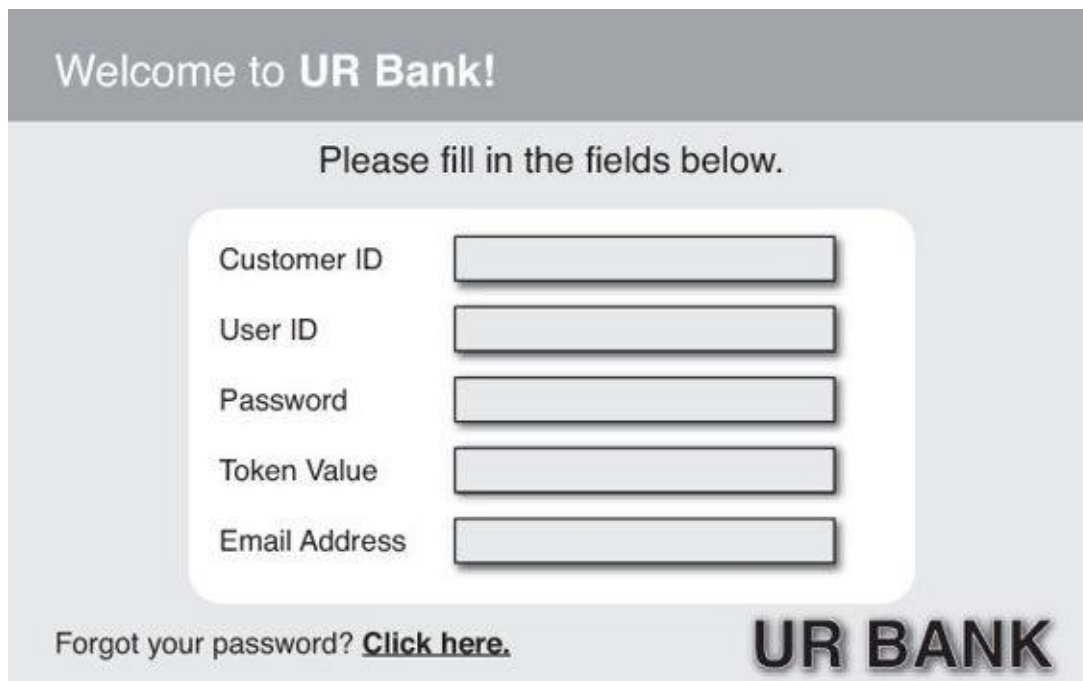 Welcome to UR Bank!
Please fill in the fields below.
Customer ID
User ID
Password
Token Value
Email Address
Forgot your password? Click here.
UR BANK